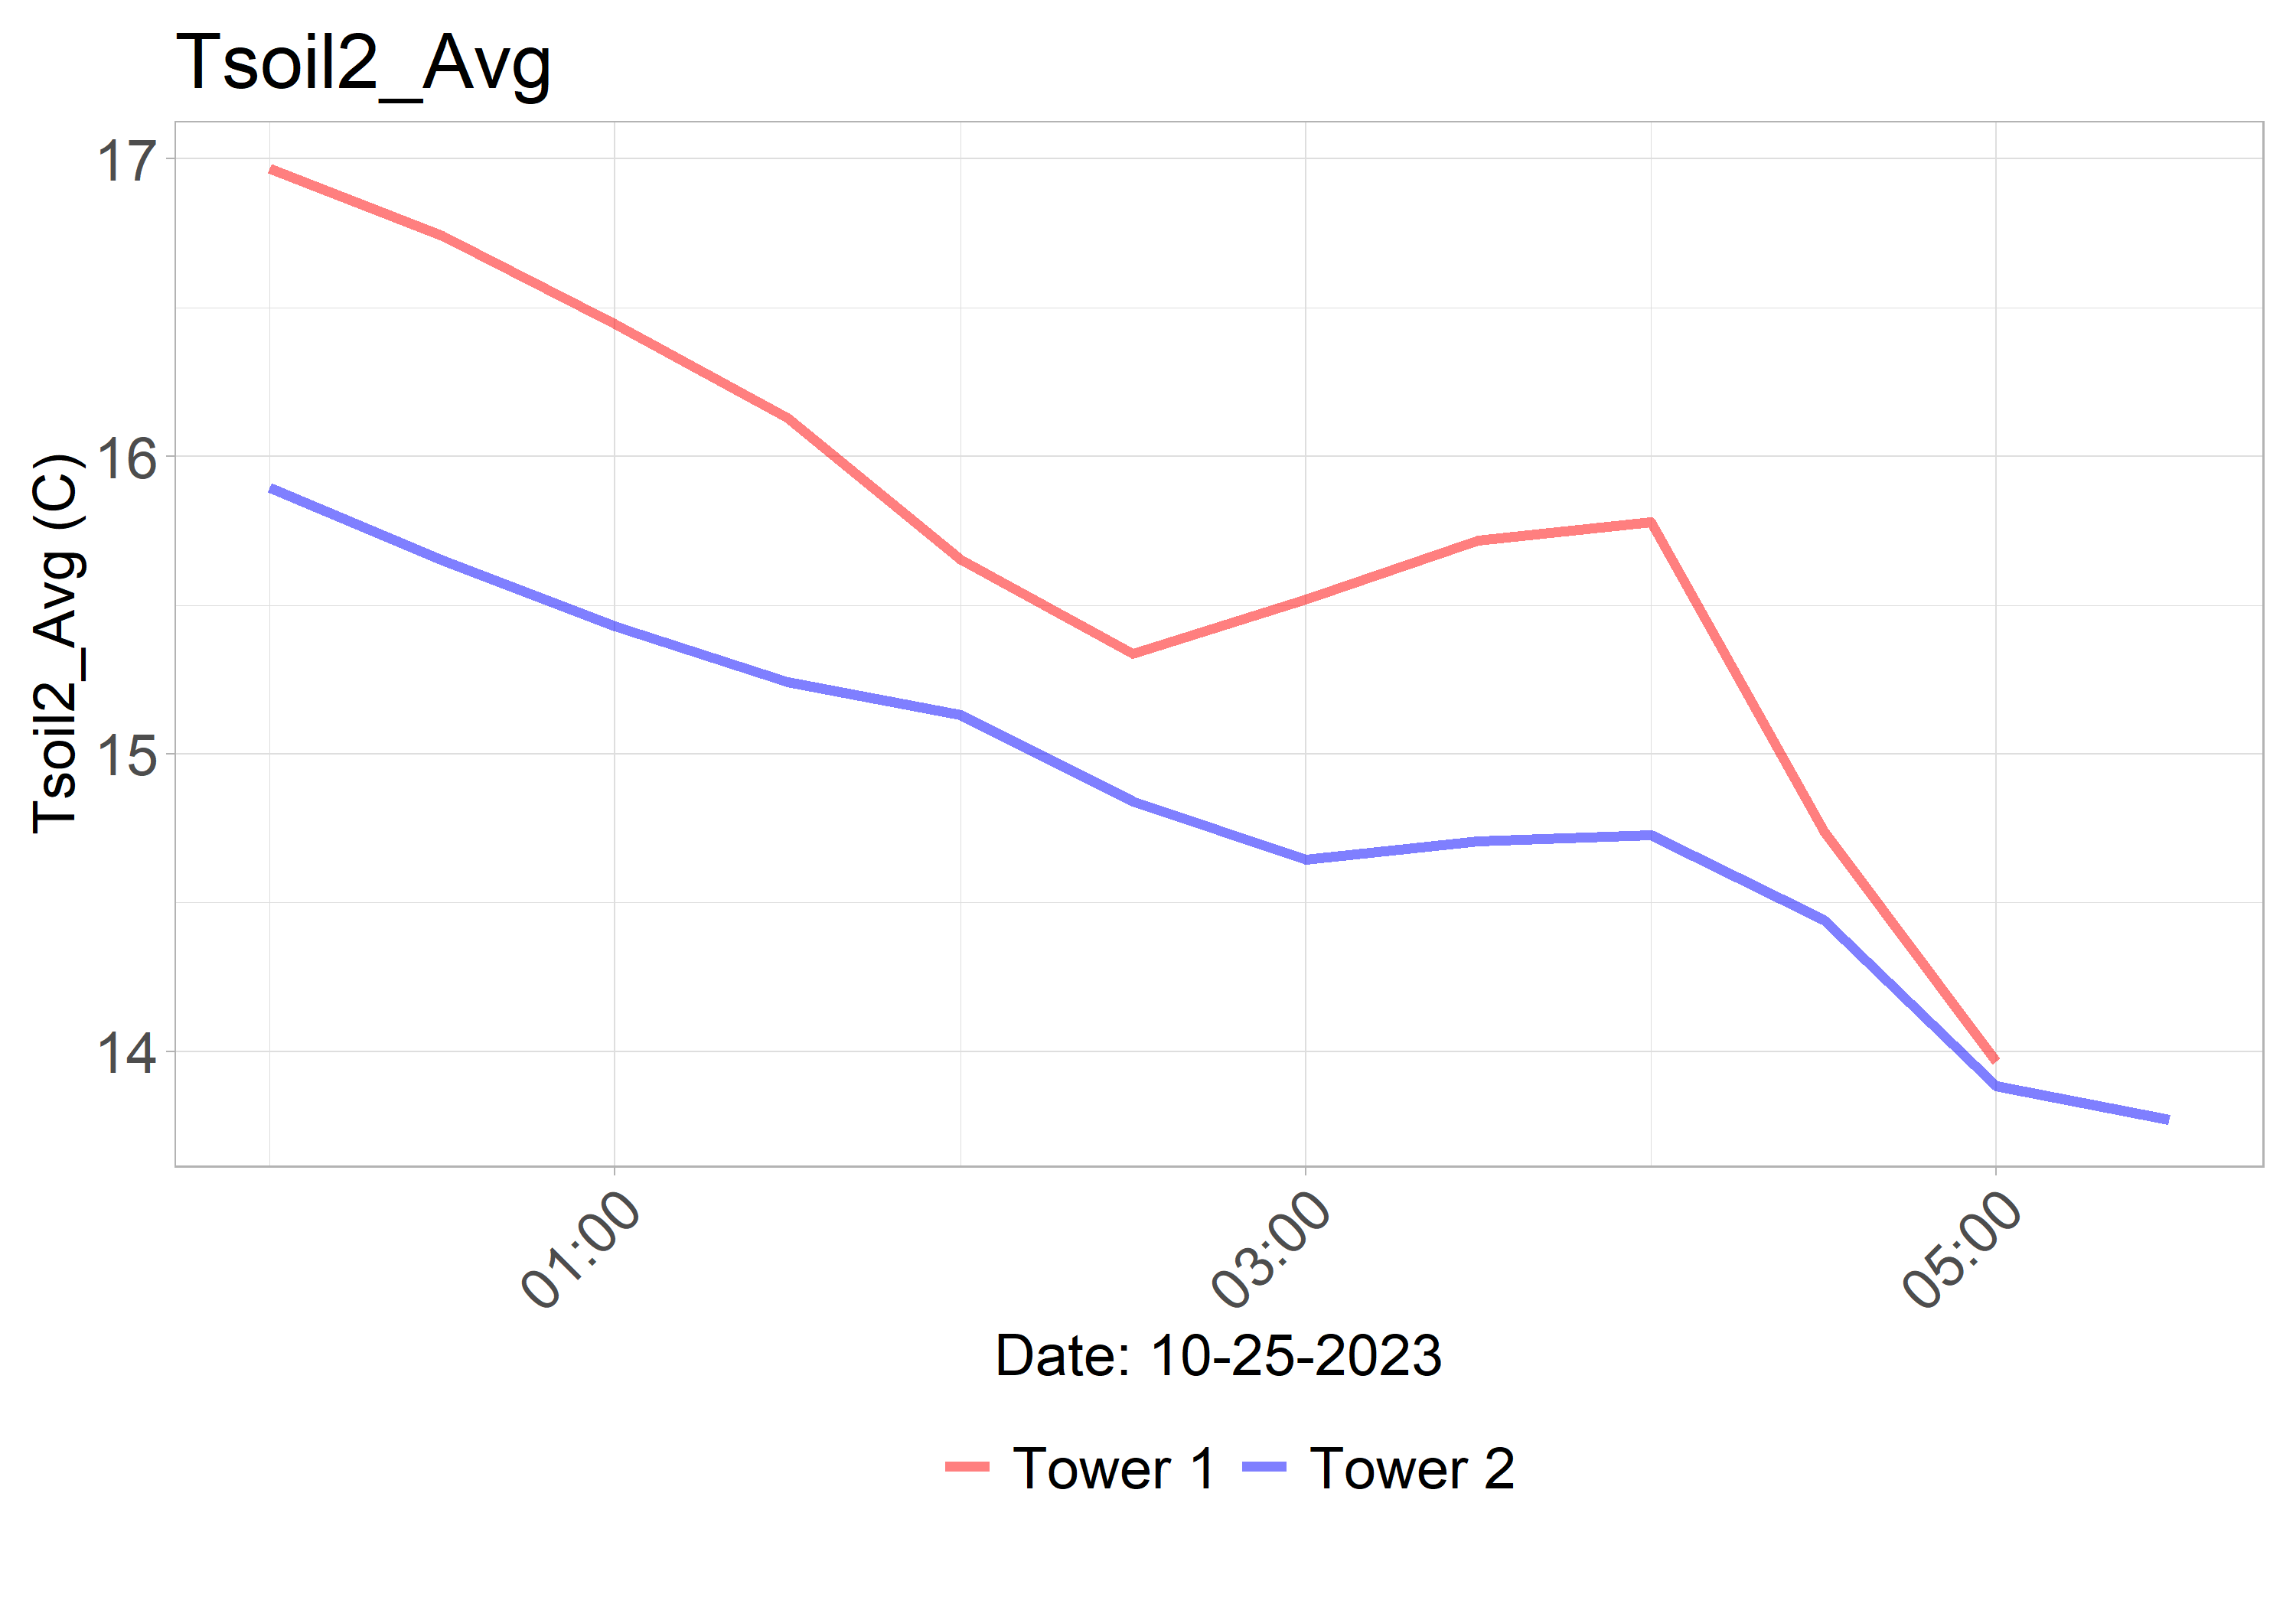 Tsoil2_Avg
Tsoil2_Avg (C)
17
16
15
14
01:00
03:00
05:00
Date: 10-25-2023
Tower 1
Tower 2